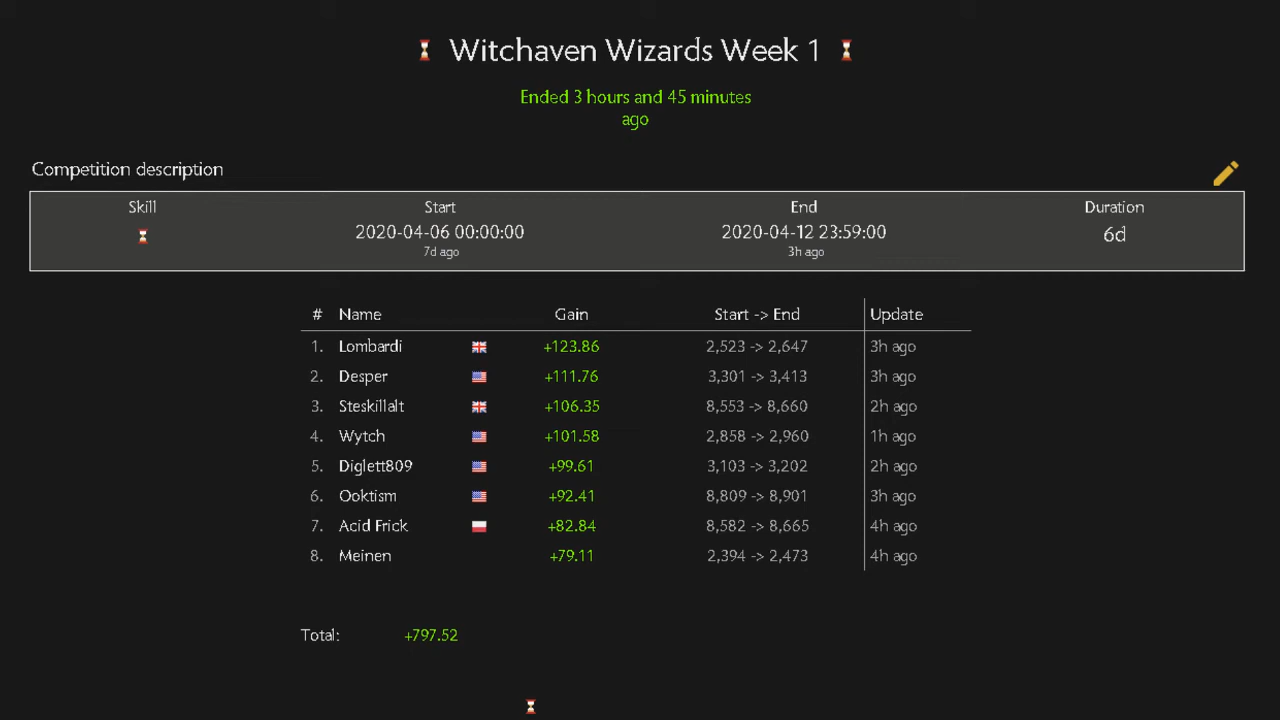 Witchaven Wizards Week 1
Ended 3 hours and 45 minutes
ago
Competition description
Skill Start End Duration
2020-04-06 00:00:00 2020-04-12 23:59:00 6d
7d ago 3h ago
# Name Gain Start -> End Update
1. Lombardi +123.86 2,523 -> 2,647 3h ago
2. Desper +111.76 3,301 -> 3,413 3h ago
3. Steskillalt +106.35 8,553 -> 8,660 2h ago
4. Wytch +101.58 2,858 -> 2,960 1h ago
5. Diglett809 +99.61 3,103 -> 3,202 2h ago
6. Ooktism +92.41 8,809 -> 8,901 3h ago
7. Acid Frick +82.84 8,582 -> 8,665 4h ago
8. Meinen +79.11 2,394 -> 2,473 4h ago
Total: +797.52